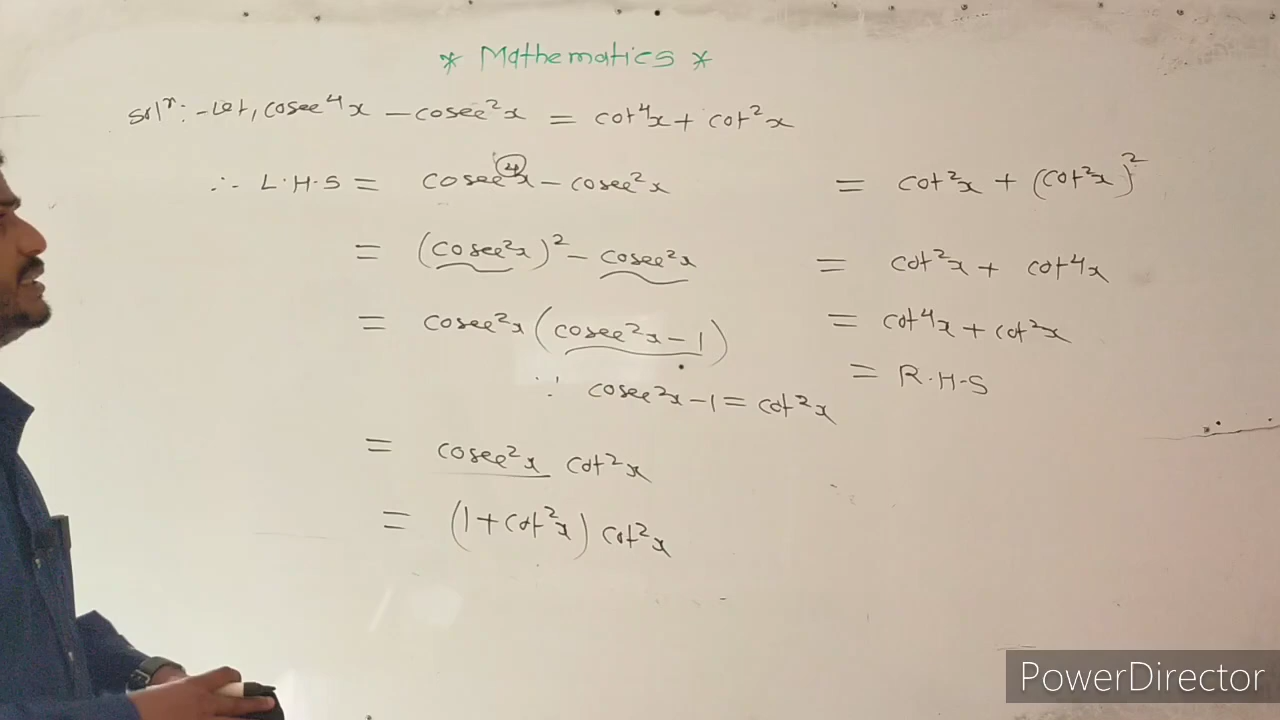 * Mathematics *
Solⁿ: - Let, cosec⁴x - cosec²x = cot⁴x + cot²x
∴ L.H.S = cosec⁴x - cosec²x
= (cosec²x)² - cosec²x
= cosec²x (cosec²x - 1)
∵ cosec²x - 1 = cot²x
= cosec²x cot²x
= (1 + cot²x) cot²x
= cot²x + (cot²x)²
= cot²x + cot⁴x
= cot⁴x + cot²x
= R.H.S
PowerDirector